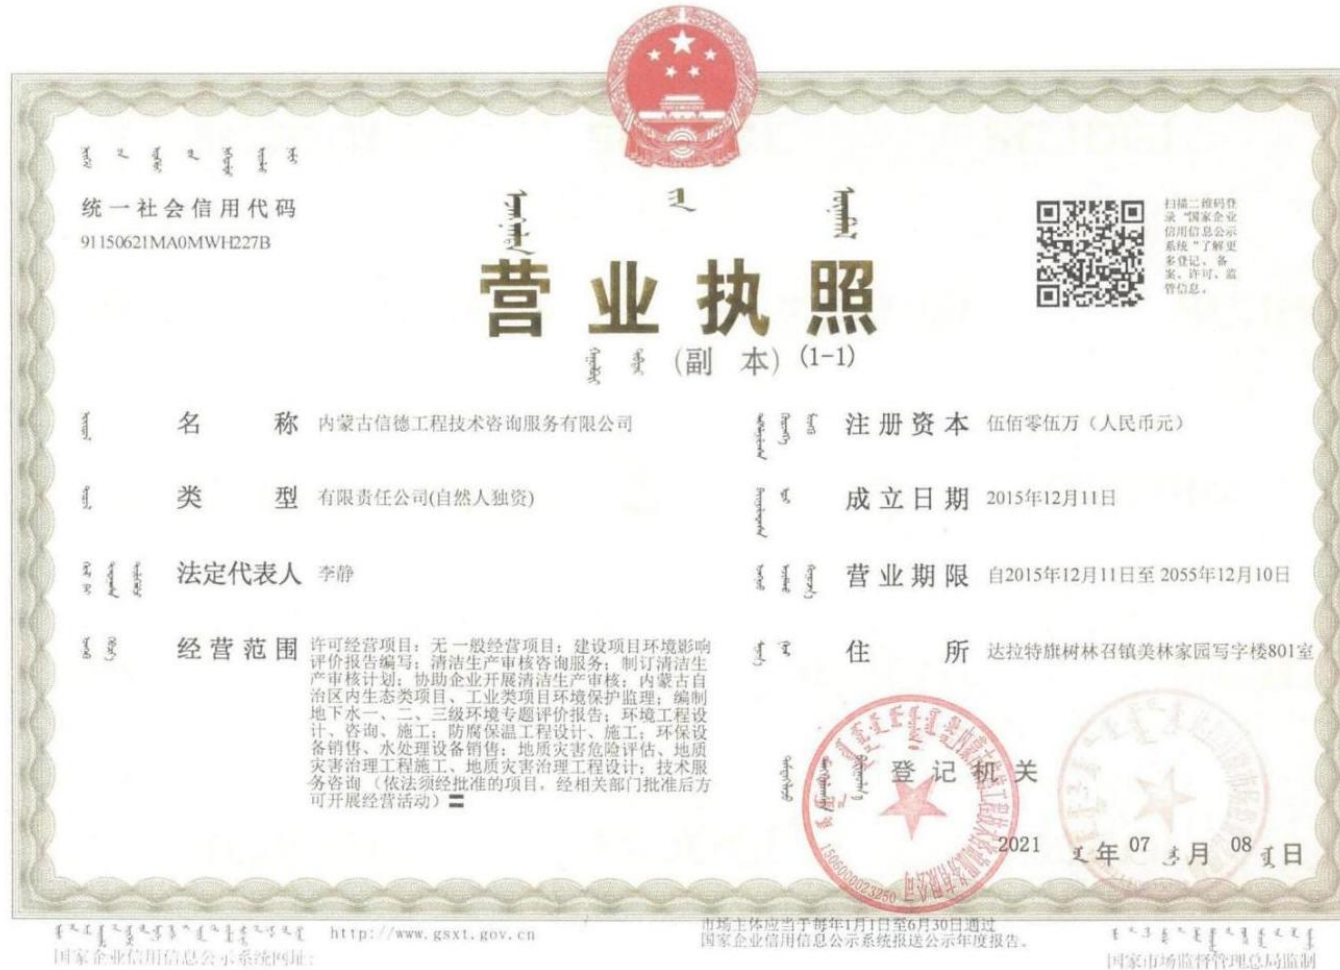 统一社会信用代码
91150621MA0MWH227B
扫描二维码登
录“国家企业
信用信息公示
系统”了解更
多登记、备
案、许可、监
管信息。
营业执照
(副 本) (1-1)
名 称 内蒙古信德工程技术咨询服务有限公司
类 型 有限责任公司(自然人独资)
法定代表人 李静
经营范围 许可经营项目：无 一般经营项目：建设项目环境影响
评价报告编写；清洁生产审核咨询服务；制订清洁生
产审核计划；协助企业开展清洁生产审核；内蒙古自
治区内生态类项目、工业类项目环境保护监理；编制
地下水一、二、三级环境专题评价报告；环境工程设
计、咨询、施工；防腐保温工程设计、施工；环保设
备销售、水处理设备销售；地质灾害危险评估、地质
灾害治理工程施工、地质灾害治理工程设计；技术服
务咨询 （依法须经批准的项目，经相关部门批准后方
可开展经营活动）
注册资本 伍佰零伍万（人民币元）
成立日期 2015年12月11日
营业期限 自2015年12月11日至 2055年12月10日
住 所 达拉特旗树林召镇美林家园写字楼801室
登记机关
内蒙古信德工程技术咨询服务有限公司
1506000023250
2021 年 07 月 08 日
国家企业信用信息公示系统网址：
http://www.gsxt.gov.cn
市场主体应当于每年1月1日至6月30日通过
国家企业信用信息公示系统报送公示年度报告。
国家市场监督管理总局监制